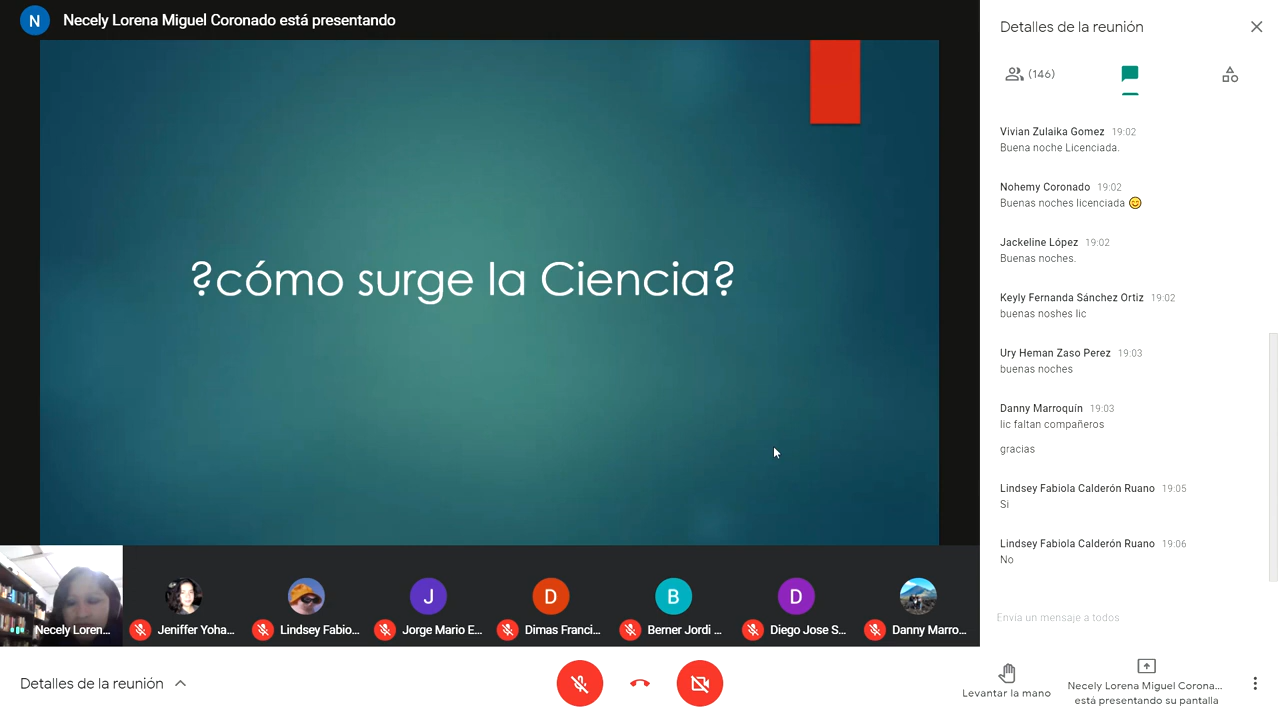 N Necely Lorena Miguel Coronado está presentando
?cómo surge la Ciencia?
Necely Loren...
Jeniffer Yoha...
Lindsey Fabio...
J
Jorge Mario E...
D
Dimas Franci...
B
Berner Jordi ...
D
Diego Jose S...
Danny Marro...
Detalles de la reunión
(146)
Vivian Zulaika Gomez 19:02
Buena noche Licenciada.
Nohemy Coronado 19:02
Buenas noches licenciada 😊
Jackeline López 19:02
Buenas noches.
Keyly Fernanda Sánchez Ortiz 19:02
buenas noshes lic
Ury Heman Zaso Perez 19:03
buenas noches
Danny Marroquín 19:03
lic faltan compañeros
gracias
Lindsey Fabiola Calderón Ruano 19:05
Si
Lindsey Fabiola Calderón Ruano 19:06
No
Envía un mensaje a todos
Detalles de la reunión
Levantar la mano
Necely Lorena Miguel Corona...
está presentando su pantalla